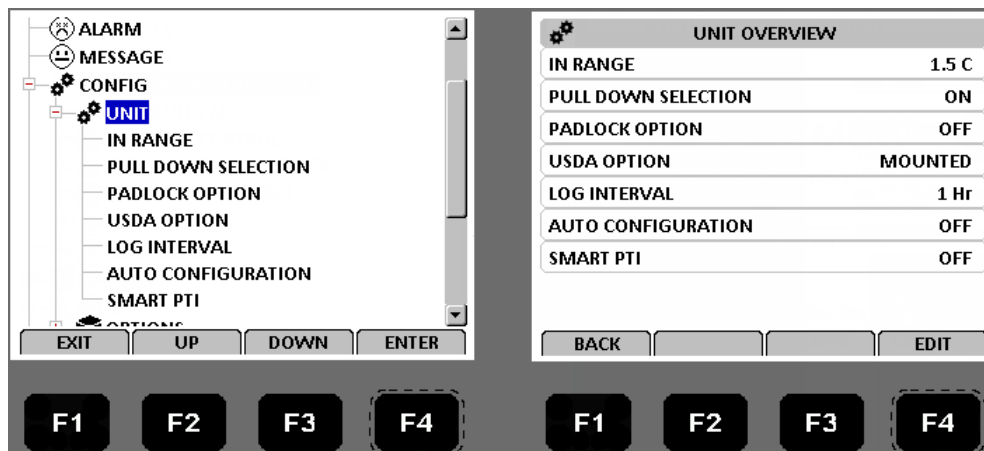 ALARM
MESSAGE
CONFIG
UNIT
IN RANGE
PULL DOWN SELECTION
PADLOCK OPTION
USDA OPTION
LOG INTERVAL
AUTO CONFIGURATION
SMART PTI
OPTIONS
EXIT UP DOWN ENTER
F1 F2 F3 F4
UNIT OVERVIEW
IN RANGE 1.5 C
PULL DOWN SELECTION ON
PADLOCK OPTION OFF
USDA OPTION MOUNTED
LOG INTERVAL 1 Hr
AUTO CONFIGURATION OFF
SMART PTI OFF
BACK EDIT
F1 F2 F3 F4